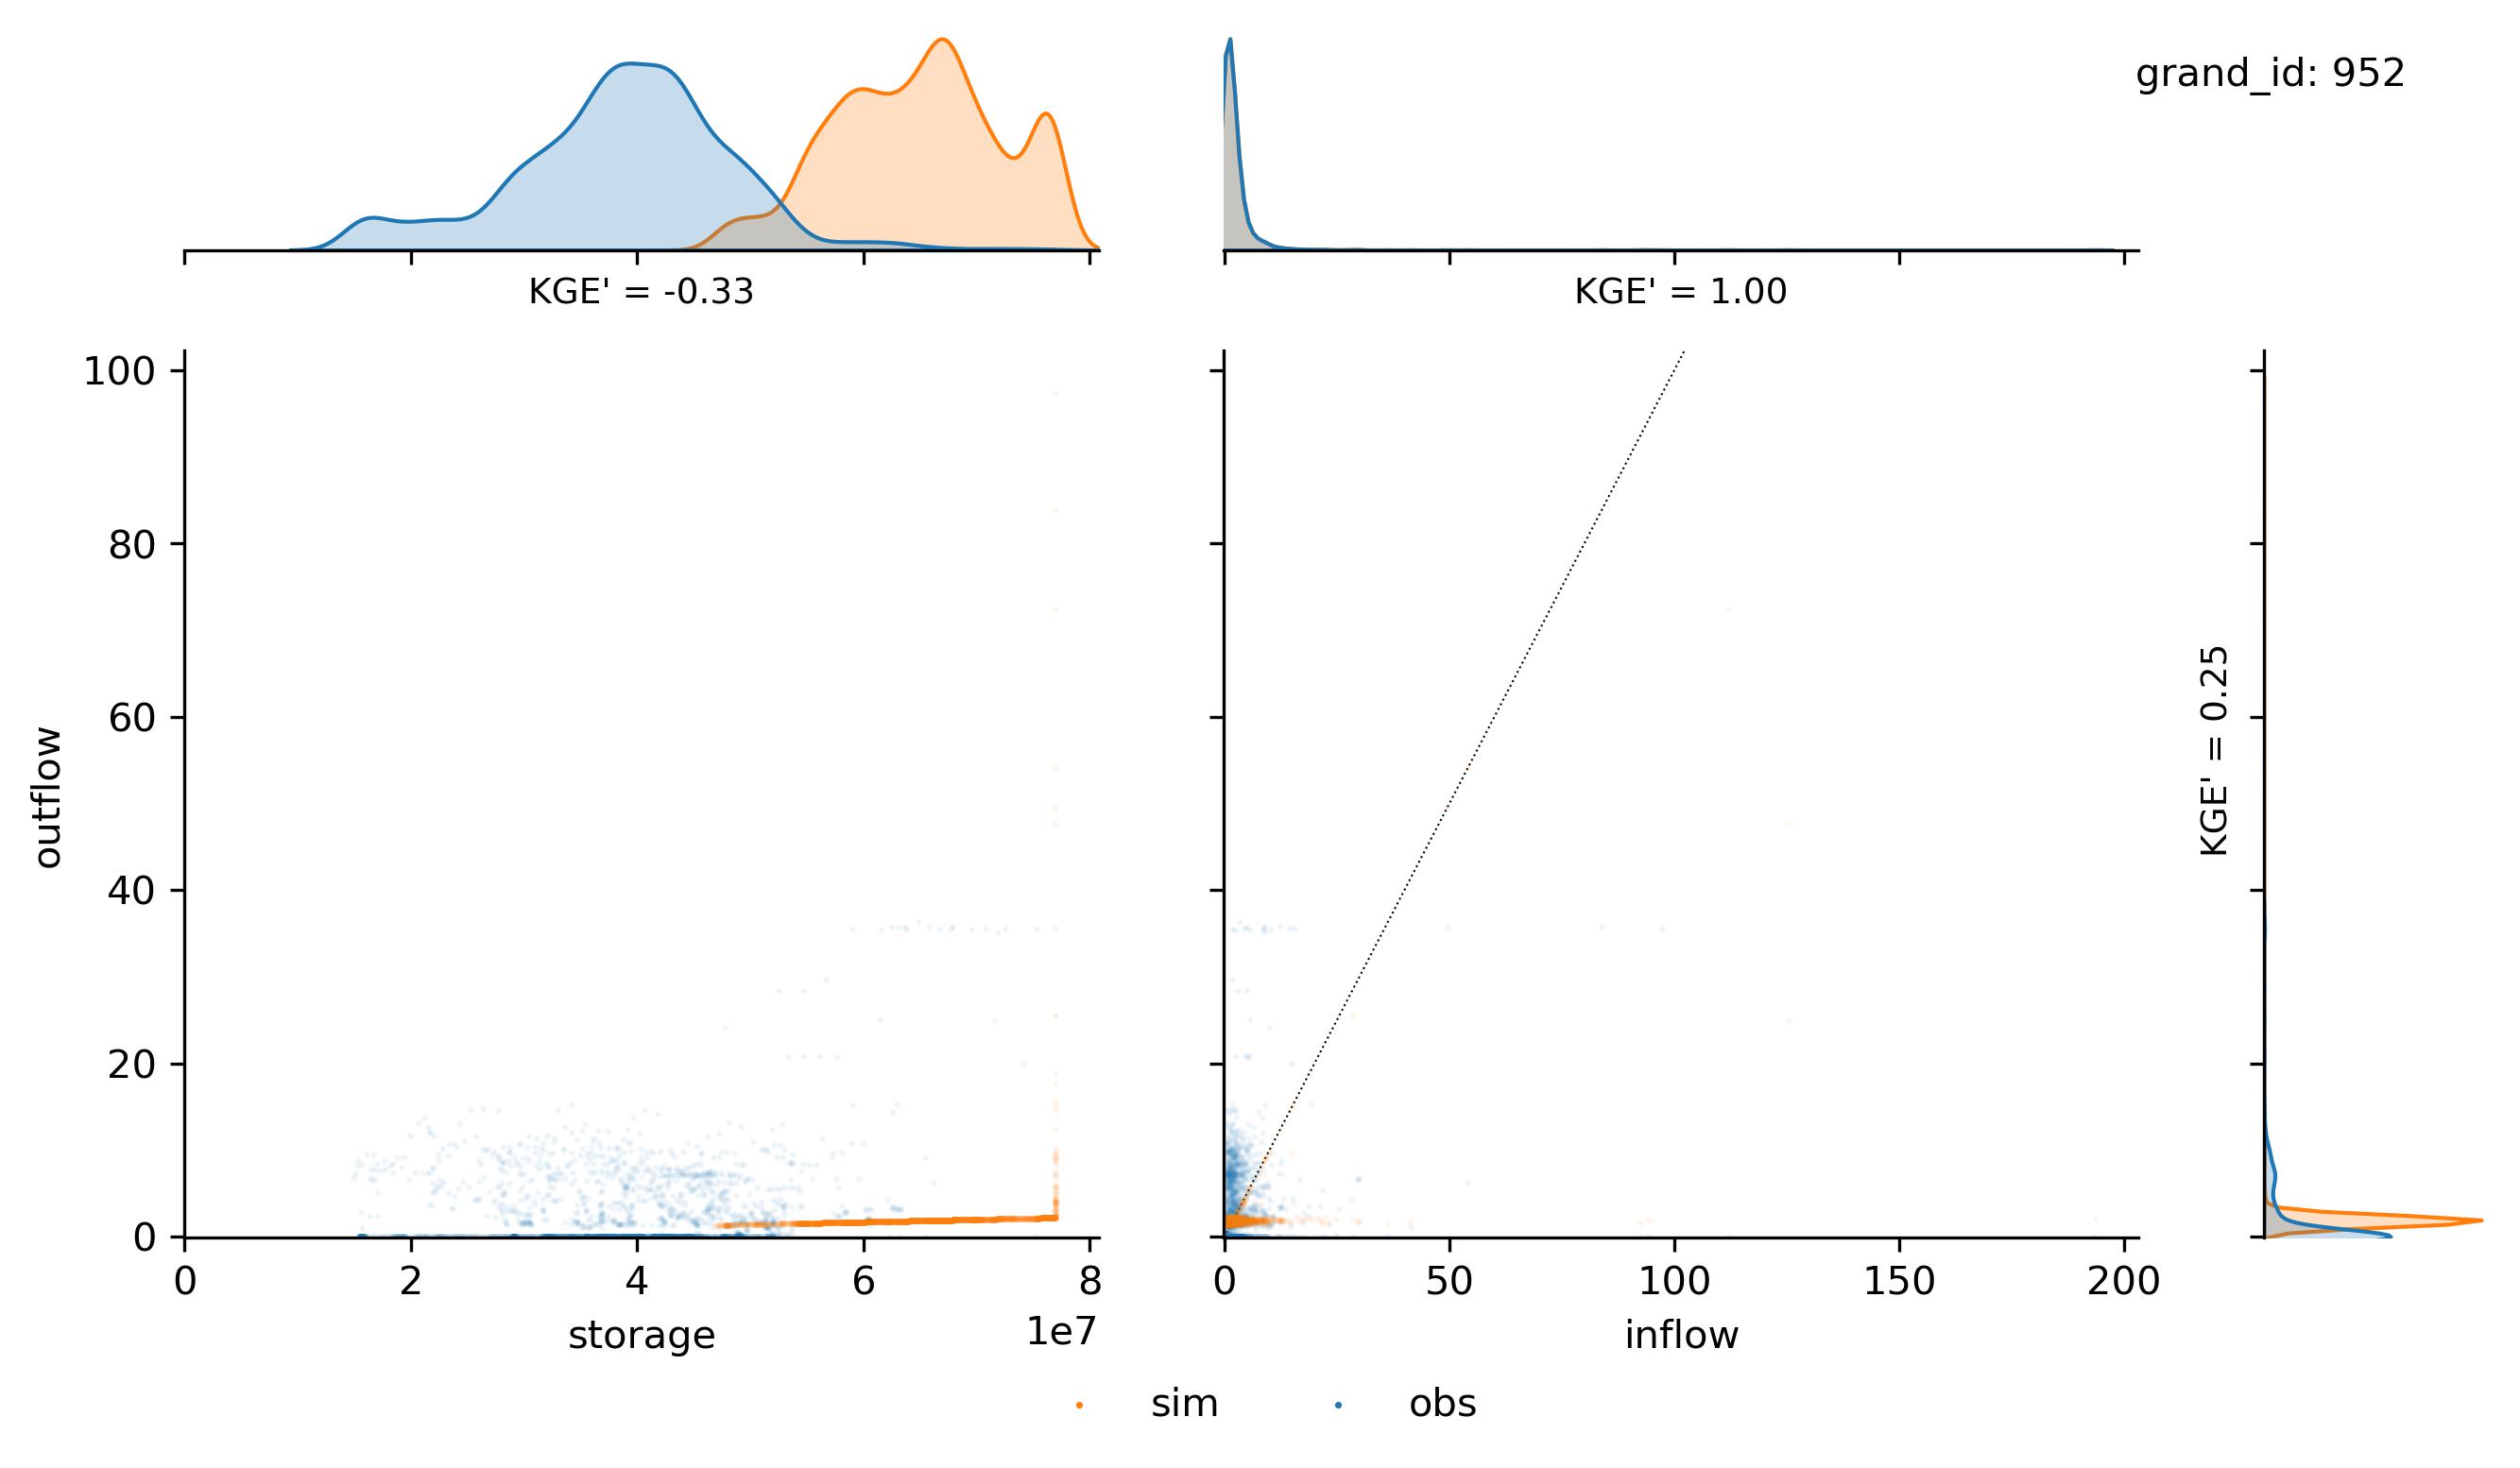 grand_id: 952
KGE' = -0.33
KGE' = 1.00
100
80
60
40
20
0
outflow
KGE' = 0.25
0 2 4 6 8
0 50 100 150 200
storage
1e7
inflow
sim obs